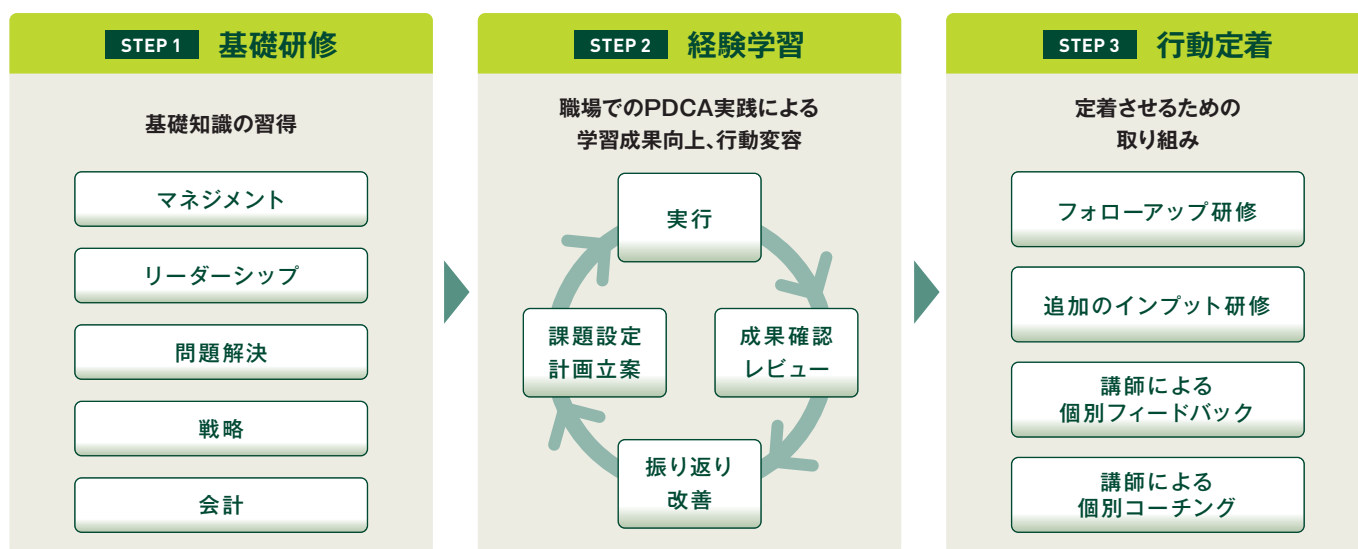 STEP 1 基礎研修
基礎知識の習得
マネジメント
リーダーシップ
問題解決
戦略
会計
STEP 2 経験学習
職場でのPDCA実践による
学習成果向上、行動変容
実行
課題設定
計画立案
成果確認
レビュー
振り返り
改善
STEP 3 行動定着
定着させるための
取り組み
フォローアップ研修
追加のインプット研修
講師による
個別フィードバック
講師による
個別コーチング